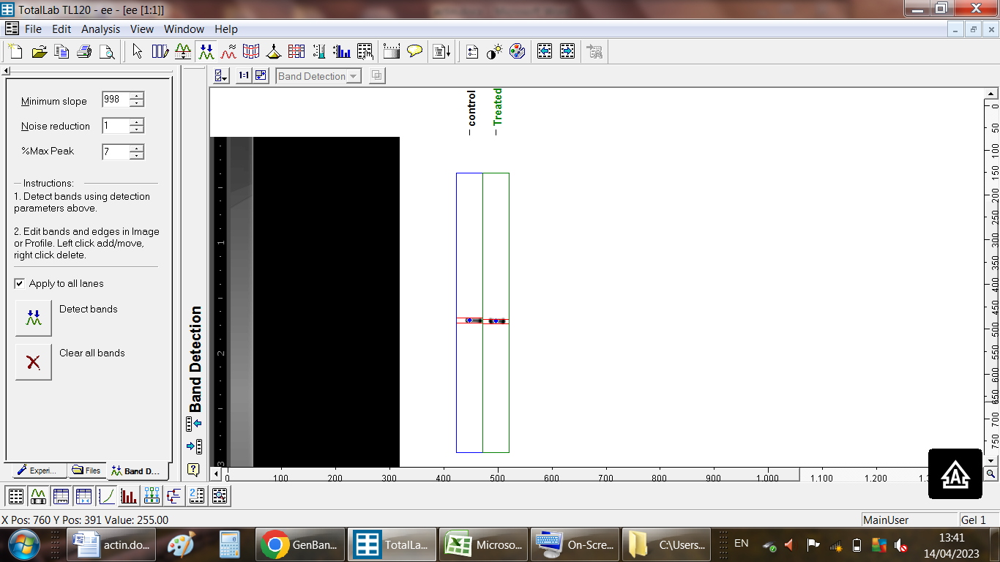 TotalLab TL120 - ee - [ee [1:1]]
File Edit Analysis View Window Help
1:1 Band Detection
Minimum slope 998
Noise reduction 1
%Max Peak 7
Instructions:
1. Detect bands using detection
parameters above.
2. Edit bands and edges in Image
or Profile. Left click add/move,
right click delete.
Apply to all lanes
Detect bands
Clear all bands
Experi... Files Band D...
Band Detection
control
Treated
1
2
3
0
50
100
150
200
250
300
350
400
450
500
550
600
650
700
750
0 100 200 300 400 500 600 700 800 900 1.000 1.100 1.200
X Pos: 760 Y Pos: 391 Value: 255.00
MainUser Gel 1
actin.do... GenBan... TotalLa... Microso... On-Scre... C:\Users... EN 13:41
14/04/2023